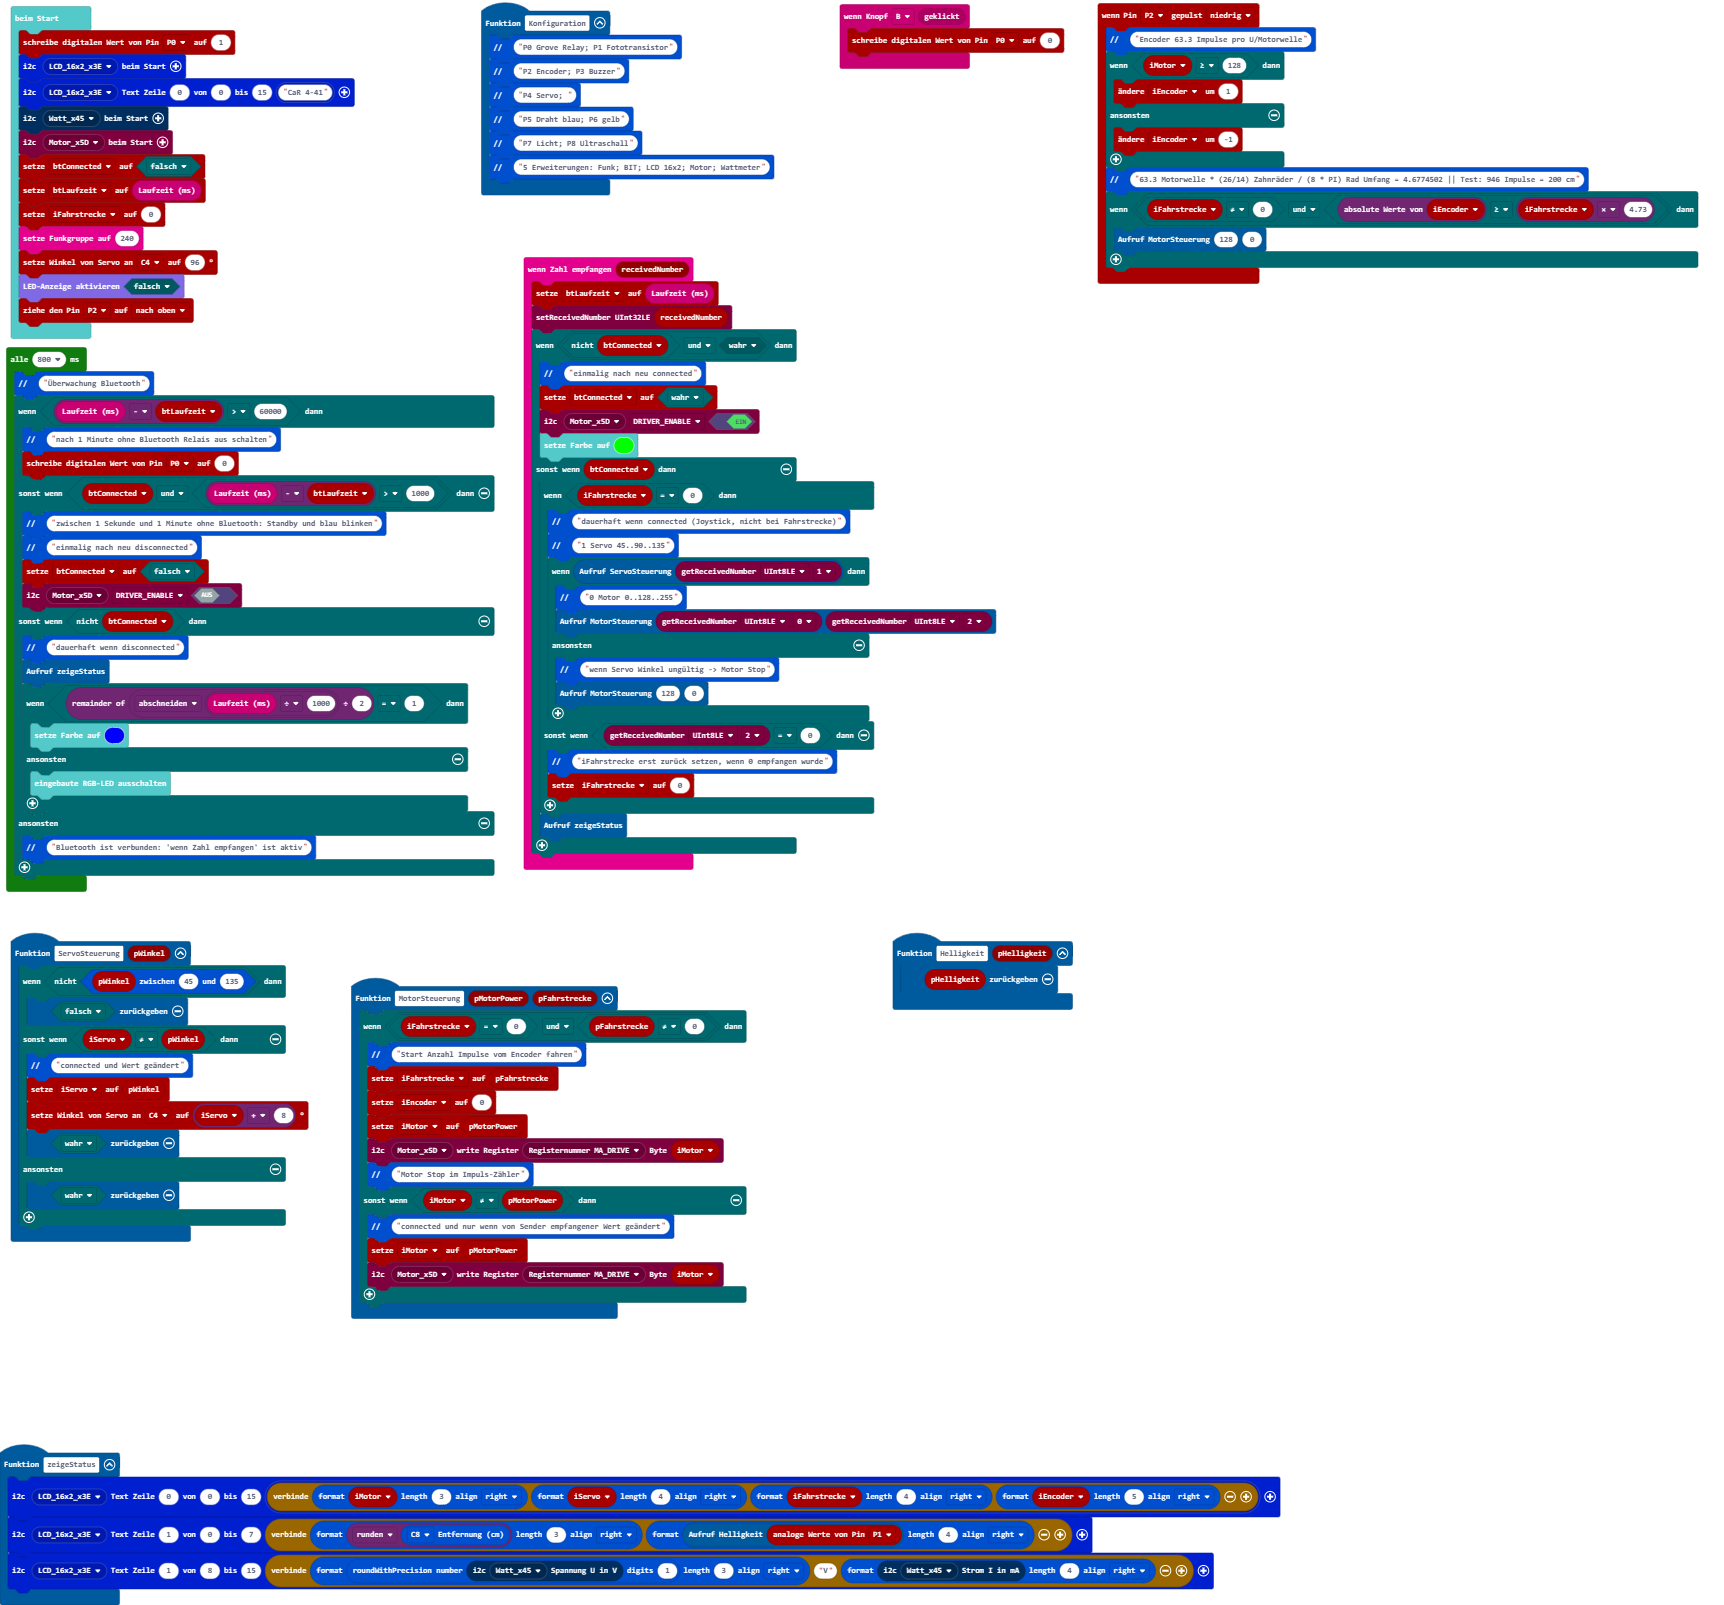 beim Start
schreibe digitalen Wert von Pin P0 auf 1
i2c LCD_16x2_x3E beim Start
i2c LCD_16x2_x3E Text Zeile 0 von 0 bis 15 "CaR 4-41"
i2c Watt_x45 beim Start
i2c Motor_x5D beim Start
setze btConnected auf falsch
setze btLaufzeit auf Laufzeit (ms)
setze iFahrstrecke auf 0
setze Funkgruppe auf 240
setze Winkel von Servo an C4 auf 96 °
LED-Anzeige aktivieren falsch
ziehe den Pin P2 auf nach oben
Funktion Konfiguration
// "P0 Grove Relay; P1 Fototransistor"
// "P2 Encoder; P3 Buzzer"
// "P4 Servo; "
// "P5 Draht blau; P6 gelb"
// "P7 Licht; P8 Ultraschall"
// "5 Erweiterungen: Funk; BIT; LCD 16x2; Motor; Wattmeter"
wenn Knopf B geklickt
schreibe digitalen Wert von Pin P0 auf 0
wenn Pin P2 gepulst niedrig
// "Encoder 63.3 Impulse pro U/Motorwelle"
wenn iMotor ≥ 128 dann
ändere iEncoder um 1
ansonsten
ändere iEncoder um -1
// "63.3 Motorwelle * (26/14) Zahnräder / (8 * PI) Rad Umfang = 4.6774502 || Test: 946 Impulse = 200 cm"
wenn iFahrstrecke ≠ 0 und absolute Werte von iEncoder ≥ iFahrstrecke × 4.73 dann
Aufruf MotorSteuerung 128 0
alle 800 ms
// "Überwachung Bluetooth"
wenn Laufzeit (ms) - btLaufzeit > 60000 dann
// "nach 1 Minute ohne Bluetooth Relais aus schalten"
schreibe digitalen Wert von Pin P0 auf 0
sonst wenn btConnected und Laufzeit (ms) - btLaufzeit > 1000 dann
// "zwischen 1 Sekunde und 1 Minute ohne Bluetooth: Standby und blau blinken"
// "einmalig nach neu disconnected"
setze btConnected auf falsch
i2c Motor_x5D DRIVER_ENABLE AUS
sonst wenn nicht btConnected dann
// "dauerhaft wenn disconnected"
Aufruf zeigeStatus
wenn remainder of abschneiden Laufzeit (ms) ÷ 1000 ÷ 2 = 1 dann
setze Farbe auf
ansonsten
eingebaute RGB-LED ausschalten
ansonsten
// "Bluetooth ist verbunden: 'wenn Zahl empfangen' ist aktiv"
wenn Zahl empfangen receivedNumber
setze btLaufzeit auf Laufzeit (ms)
setReceivedNumber UInt32LE receivedNumber
wenn nicht btConnected und wahr dann
// "einmalig nach neu connected"
setze btConnected auf wahr
i2c Motor_x5D DRIVER_ENABLE EIN
setze Farbe auf
sonst wenn btConnected dann
wenn iFahrstrecke = 0 dann
// "dauerhaft wenn connected (Joystick, nicht bei Fahrstrecke)"
// "1 Servo 45..90..135"
wenn Aufruf ServoSteuerung getReceivedNumber UInt8LE 1 dann
// "0 Motor 0..128..255"
Aufruf MotorSteuerung getReceivedNumber UInt8LE 0 getReceivedNumber UInt8LE 2
ansonsten
// "wenn Servo Winkel ungültig -> Motor Stop"
Aufruf MotorSteuerung 128 0
sonst wenn getReceivedNumber UInt8LE 2 = 0 dann
// "iFahrstrecke erst zurück setzen, wenn 0 empfangen wurde"
setze iFahrstrecke auf 0
Aufruf zeigeStatus
Funktion ServoSteuerung pWinkel
wenn nicht pWinkel zwischen 45 und 135 dann
falsch zurückgeben
sonst wenn iServo ≠ pWinkel dann
// "connected und Wert geändert"
setze iServo auf pWinkel
setze Winkel von Servo an C4 auf iServo + 8 °
wahr zurückgeben
ansonsten
wahr zurückgeben
Funktion MotorSteuerung pMotorPower pFahrstrecke
wenn iFahrstrecke = 0 und pFahrstrecke ≠ 0 dann
// "Start Anzahl Impulse vom Encoder fahren"
setze iFahrstrecke auf pFahrstrecke
setze iEncoder auf 0
setze iMotor auf pMotorPower
i2c Motor_x5D write Register Registernummer MA_DRIVE Byte iMotor
// "Motor Stop im Impuls-Zähler"
sonst wenn iMotor ≠ pMotorPower dann
// "connected und nur wenn von Sender empfangener Wert geändert"
setze iMotor auf pMotorPower
i2c Motor_x5D write Register Registernummer MA_DRIVE Byte iMotor
Funktion Helligkeit pHelligkeit
pHelligkeit zurückgeben
Funktion zeigeStatus
i2c LCD_16x2_x3E Text Zeile 0 von 0 bis 15 verbinde format iMotor length 3 align right format iServo length 4 align right format iFahrstrecke length 4 align right format iEncoder length 5 align right
i2c LCD_16x2_x3E Text Zeile 1 von 0 bis 7 verbinde format runden C8 Entfernung (cm) length 3 align right format Aufruf Helligkeit analoge Werte von Pin P1 length 4 align right
i2c LCD_16x2_x3E Text Zeile 1 von 8 bis 15 verbinde format roundWithPrecision number i2c Watt_x45 Spannung U in V digits 1 length 3 align right "V" format i2c Watt_x45 Strom I in mA length 4 align right